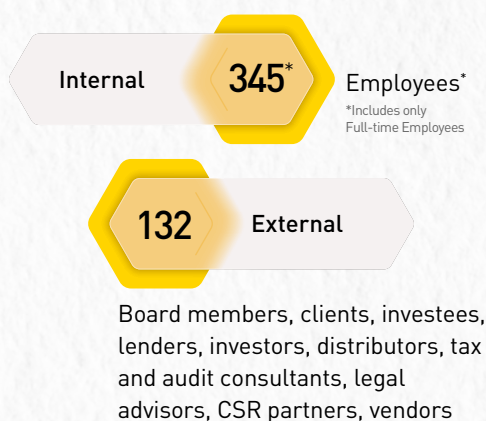 Internal
345*
Employees*
*Includes only
Full-time Employees
132
External
Board members, clients, investees,
lenders, investors, distributors, tax
and audit consultants, legal
advisors, CSR partners, vendors